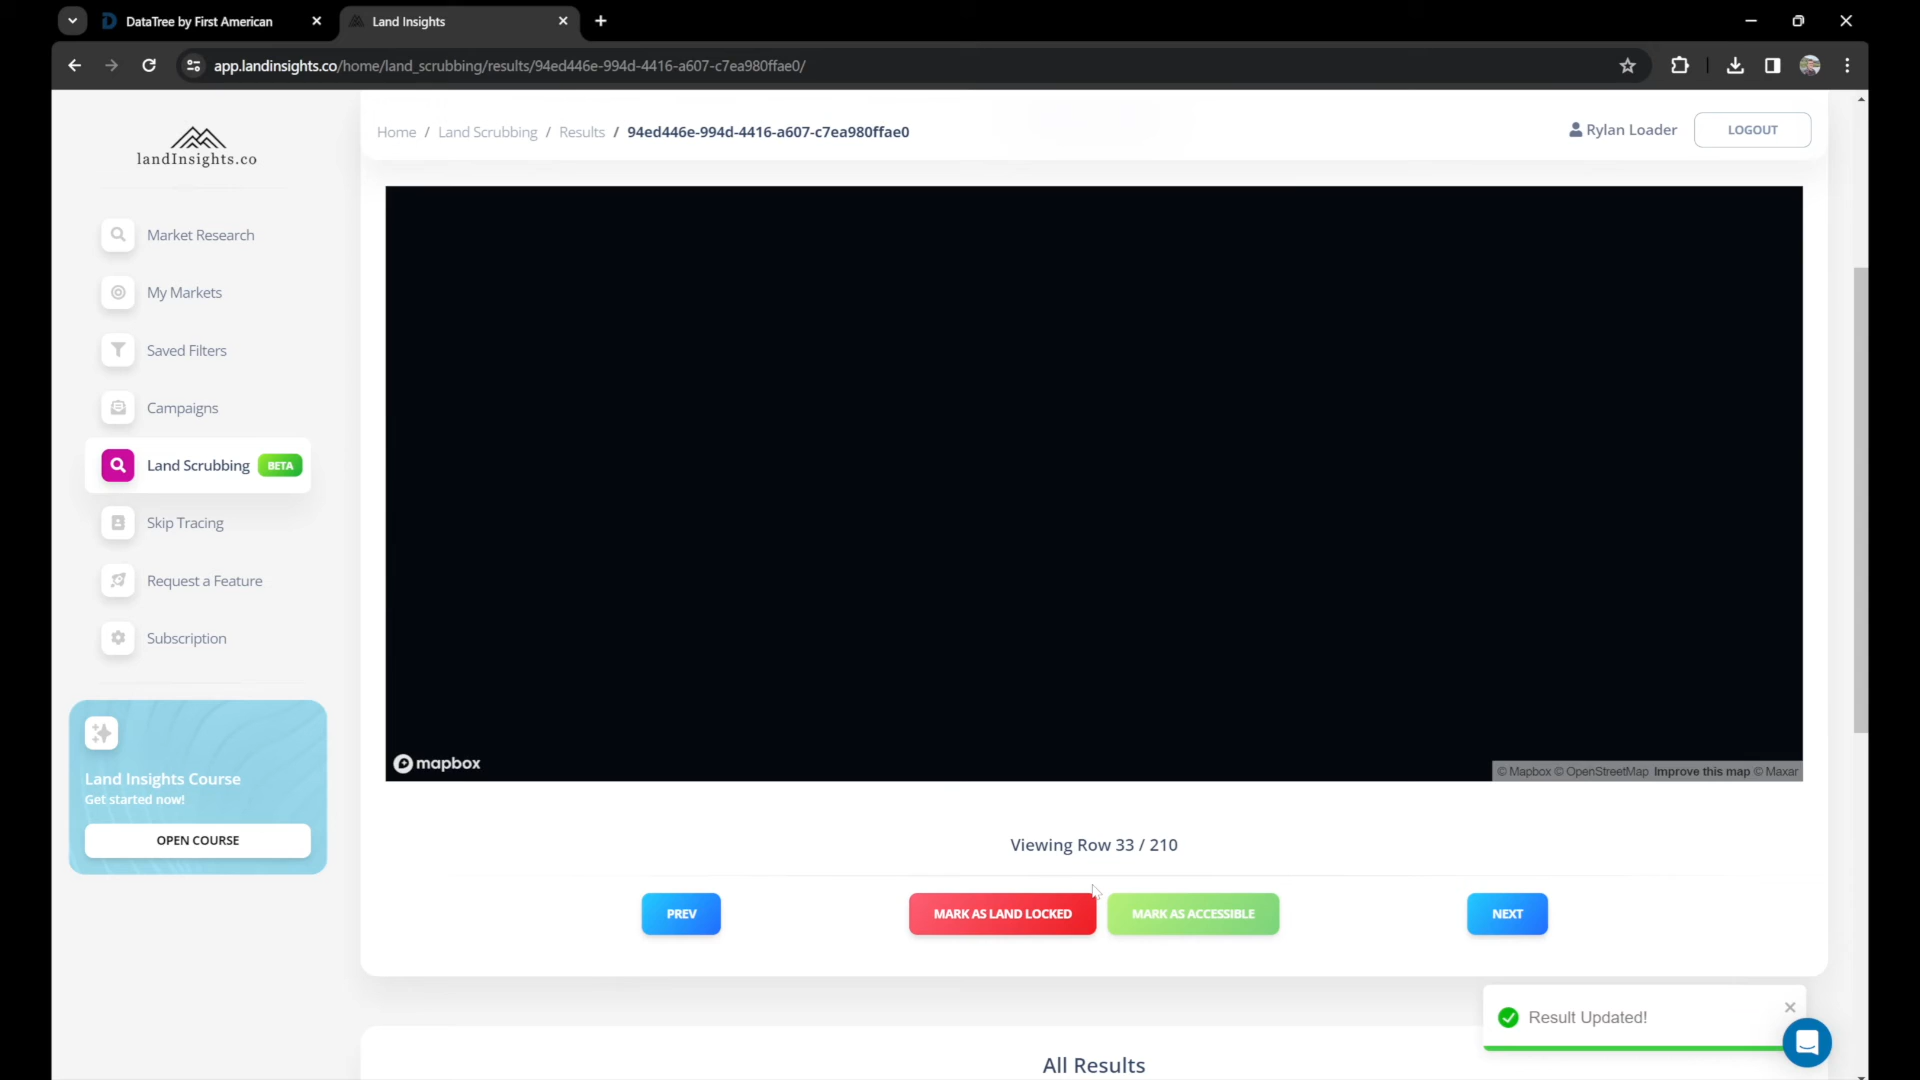 DataTree by First American
Land Insights
app.landinsights.co/home/land_scrubbing/results/94ed446e-994d-4416-a607-c7ea980ffae0/
landInsights.co
Home / Land Scrubbing / Results / 94ed446e-994d-4416-a607-c7ea980ffae0
Rylan Loader
LOGOUT
Market Research
My Markets
Saved Filters
Campaigns
Land Scrubbing BETA
Skip Tracing
Request a Feature
Subscription
Land Insights Course
Get started now!
OPEN COURSE
mapbox
© Mapbox © OpenStreetMap Improve this map © Maxar
Viewing Row 33 / 210
PREV
MARK AS LAND LOCKED
MARK AS ACCESSIBLE
NEXT
Result Updated!
All Results